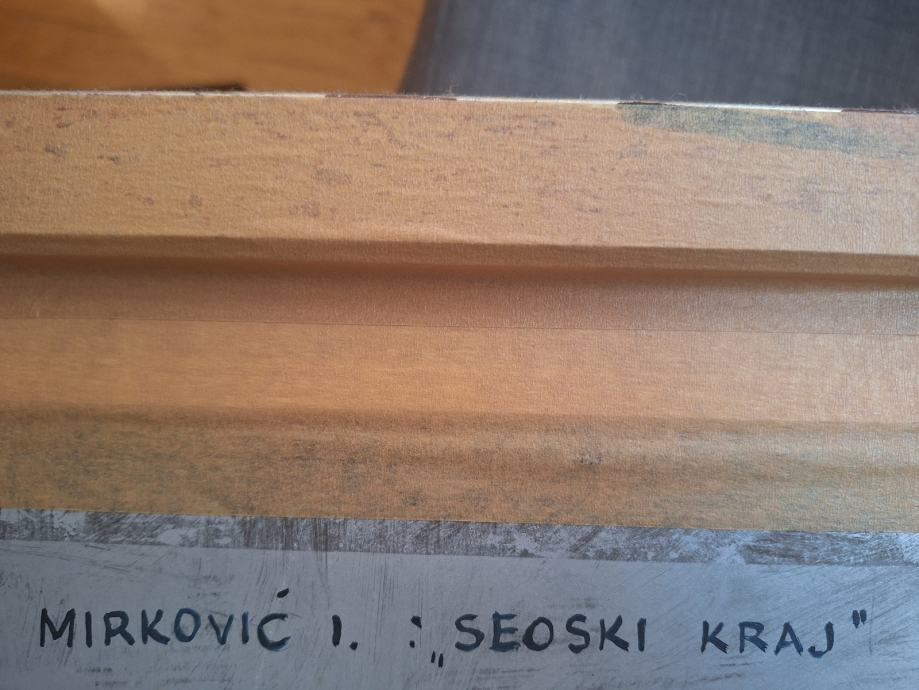 MIRKOVIĆ I. : „SEOSKI KRAJ"